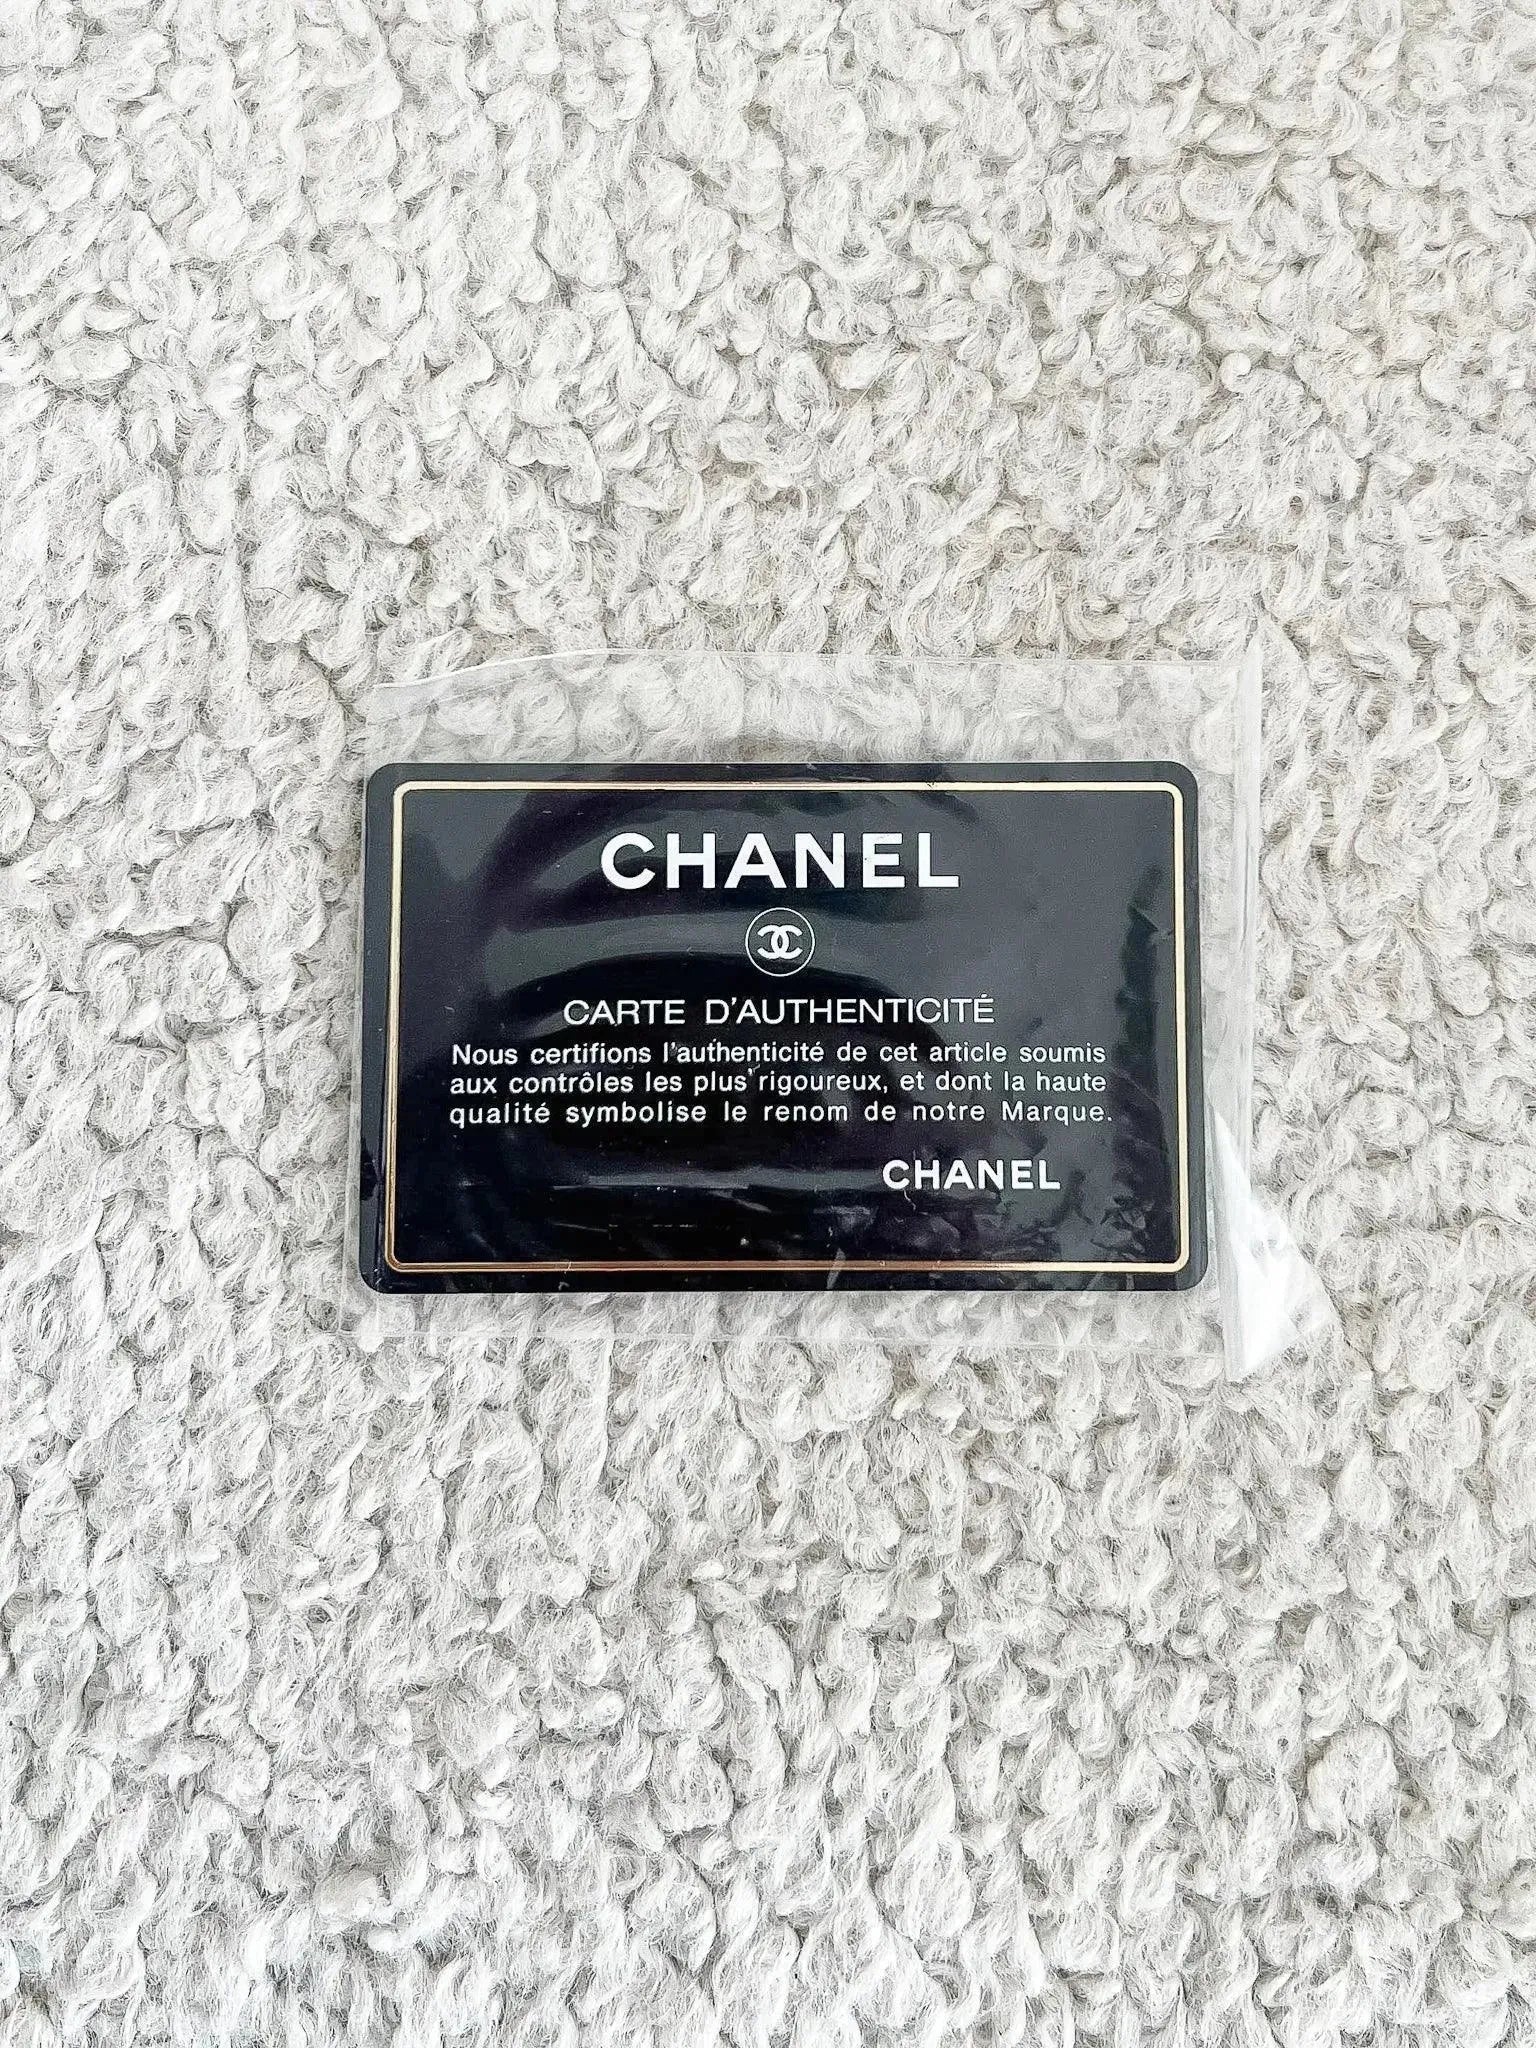 CHANEL
CARTE D'AUTHENTICITÉ
Nous certifions l'authenticité de cet article soumis
aux contrôles les plus rigoureux, et dont la haute
qualité symbolise le renom de notre Marque.
CHANEL